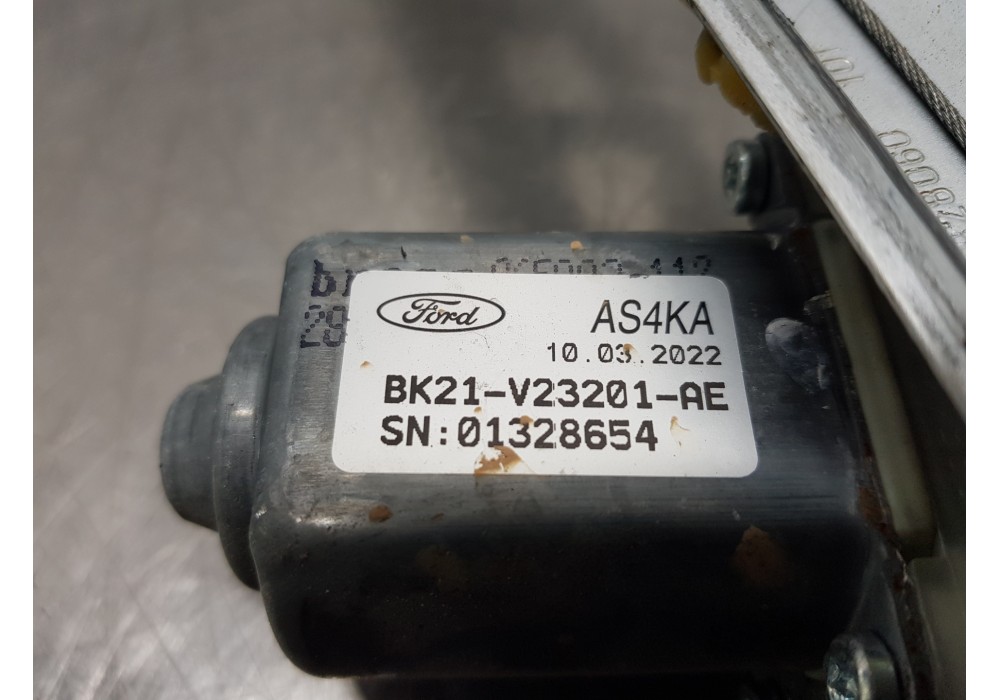 Ford
AS4KA
10.03.2022
BK21-V23201-AE
SN:01328654